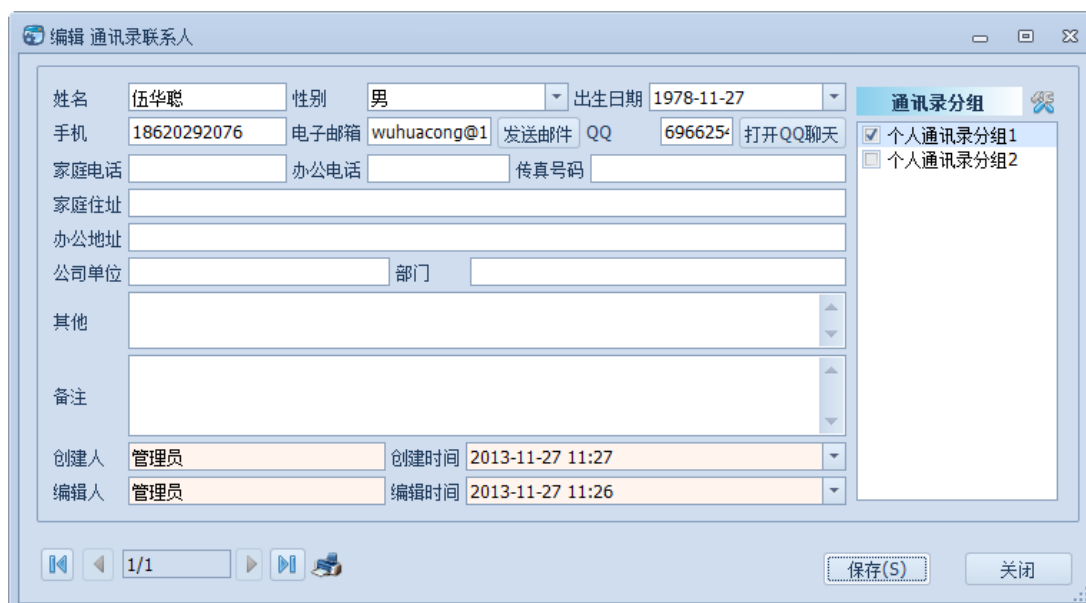 编辑 通讯录联系人
姓名 伍华聪 性别 男 出生日期 1978-11-27 通讯录分组
手机 18620292076 电子邮箱 wuhuacong@1 发送邮件 QQ 6966254 打开QQ聊天 个人通讯录分组1
家庭电话 办公电话 传真号码 个人通讯录分组2
家庭住址
办公地址
公司单位 部门
其他
备注
创建人 管理员 创建时间 2013-11-27 11:27
编辑人 管理员 编辑时间 2013-11-27 11:26
1/1 保存(S) 关闭